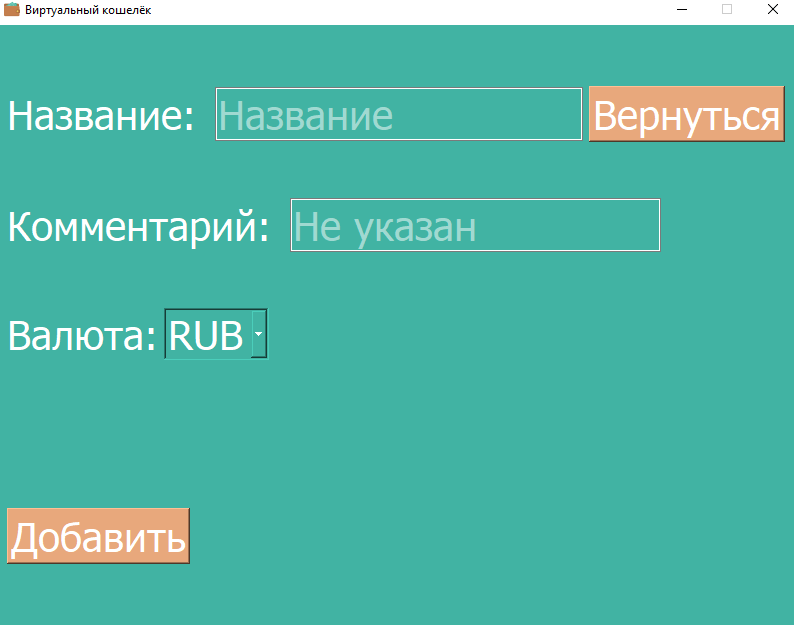 Виртуальный кошелёк
Название: Название Вернуться
Комментарий: Не указан
Валюта: RUB
Добавить